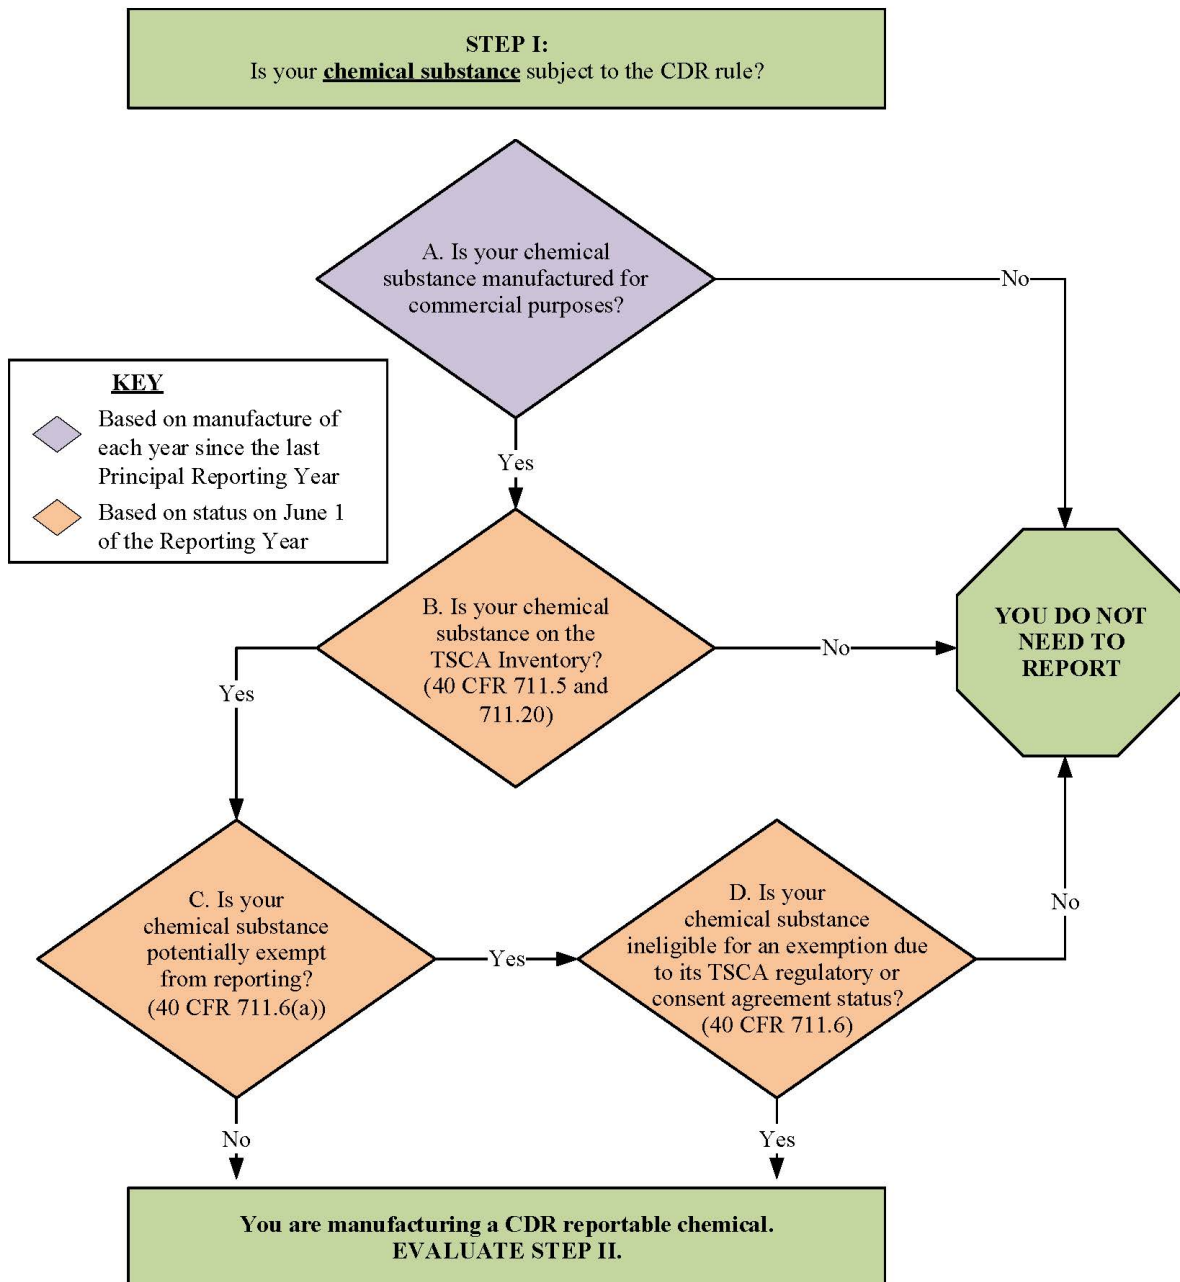 STEP I:
Is your chemical substance subject to the CDR rule?
A. Is your chemical
substance manufactured for
commercial purposes?
No
KEY
Based on manufacture of
each year since the last
Principal Reporting Year
Based on status on June 1
of the Reporting Year
Yes
B. Is your chemical
substance on the
TSCA Inventory?
(40 CFR 711.5 and
711.20)
No
YOU DO NOT
NEED TO
REPORT
Yes
C. Is your
chemical substance
potentially exempt
from reporting?
(40 CFR 711.6(a))
Yes
D. Is your
chemical substance
ineligible for an exemption due
to its TSCA regulatory or
consent agreement status?
(40 CFR 711.6)
No
No
Yes
You are manufacturing a CDR reportable chemical.
EVALUATE STEP II.